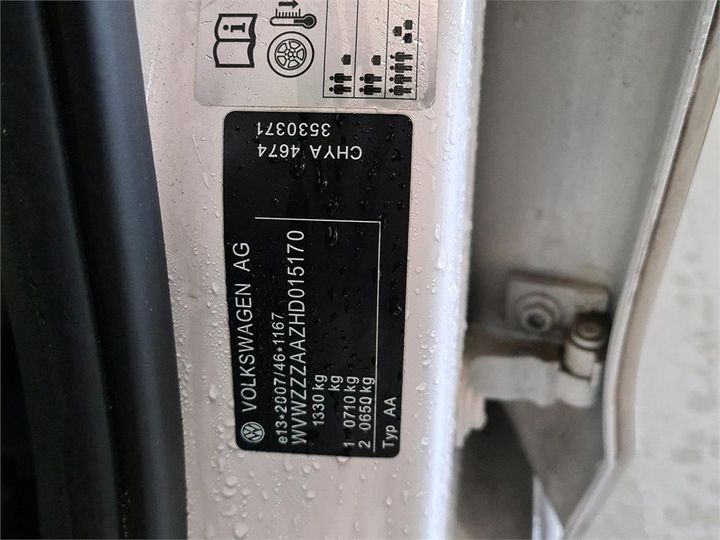 VOLKSWAGEN AG
e13*2007/46*1167
WVWZZZAAZHD015170
1330 kg
kg
1 0710 kg
2 0650 kg
Typ AA
CHYA 4674
3530371